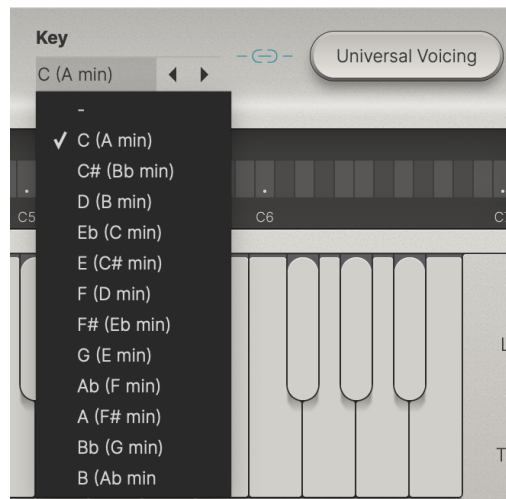 Key
C (A min)
Universal Voicing
-
C (A min)
C# (Bb min)
D (B min)
Eb (C min)
E (C# min)
F (D min)
F# (Eb min)
G (E min)
Ab (F min)
A (F# min)
Bb (G min)
B (Ab min
C5
C6